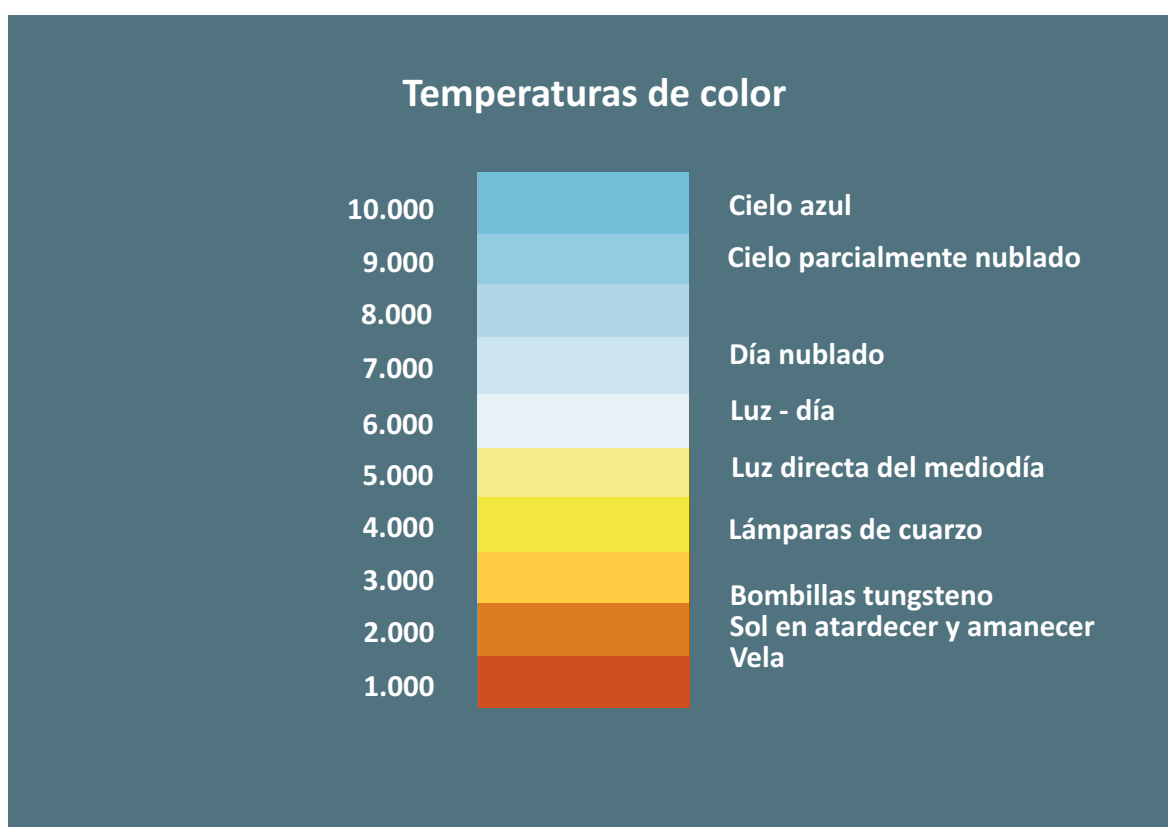 Temperaturas de color
10.000 Cielo azul
9.000 Cielo parcialmente nublado
8.000
7.000 Día nublado
6.000 Luz - día
5.000 Luz directa del mediodía
4.000 Lámparas de cuarzo
3.000 Bombillas tungsteno
2.000 Sol en atardecer y amanecer
Vela
1.000